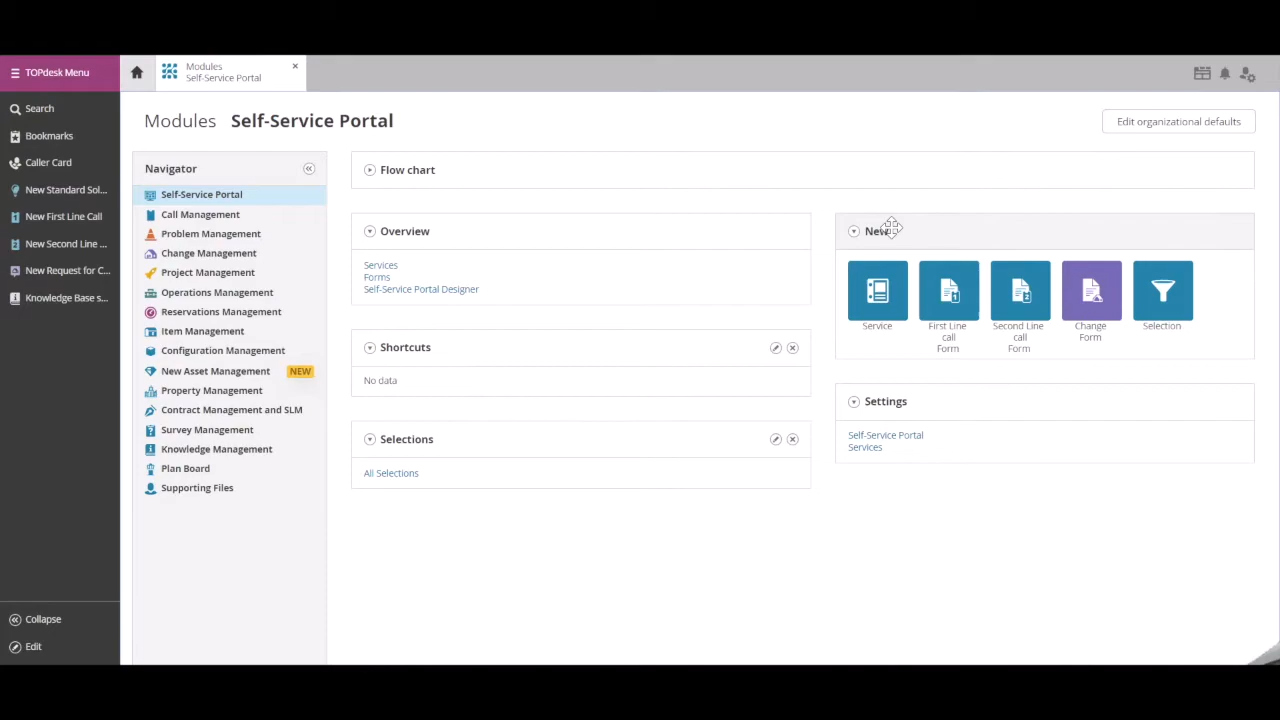 TOPdesk Menu
Modules
Self-Service Portal
Search
Bookmarks
Caller Card
New Standard Sol...
New First Line Call
New Second Line ...
New Request for C...
Knowledge Base s...
Collapse
Edit
Modules Self-Service Portal
Edit organizational defaults
Navigator
Self-Service Portal
Call Management
Problem Management
Change Management
Project Management
Operations Management
Reservations Management
Item Management
Configuration Management
New Asset Management NEW
Property Management
Contract Management and SLM
Survey Management
Knowledge Management
Plan Board
Supporting Files
Flow chart
Overview
Services
Forms
Self-Service Portal Designer
Shortcuts
No data
Selections
All Selections
New
Service
First Line
call
Form
Second Line
call
Form
Change
Form
Selection
Settings
Self-Service Portal
Services